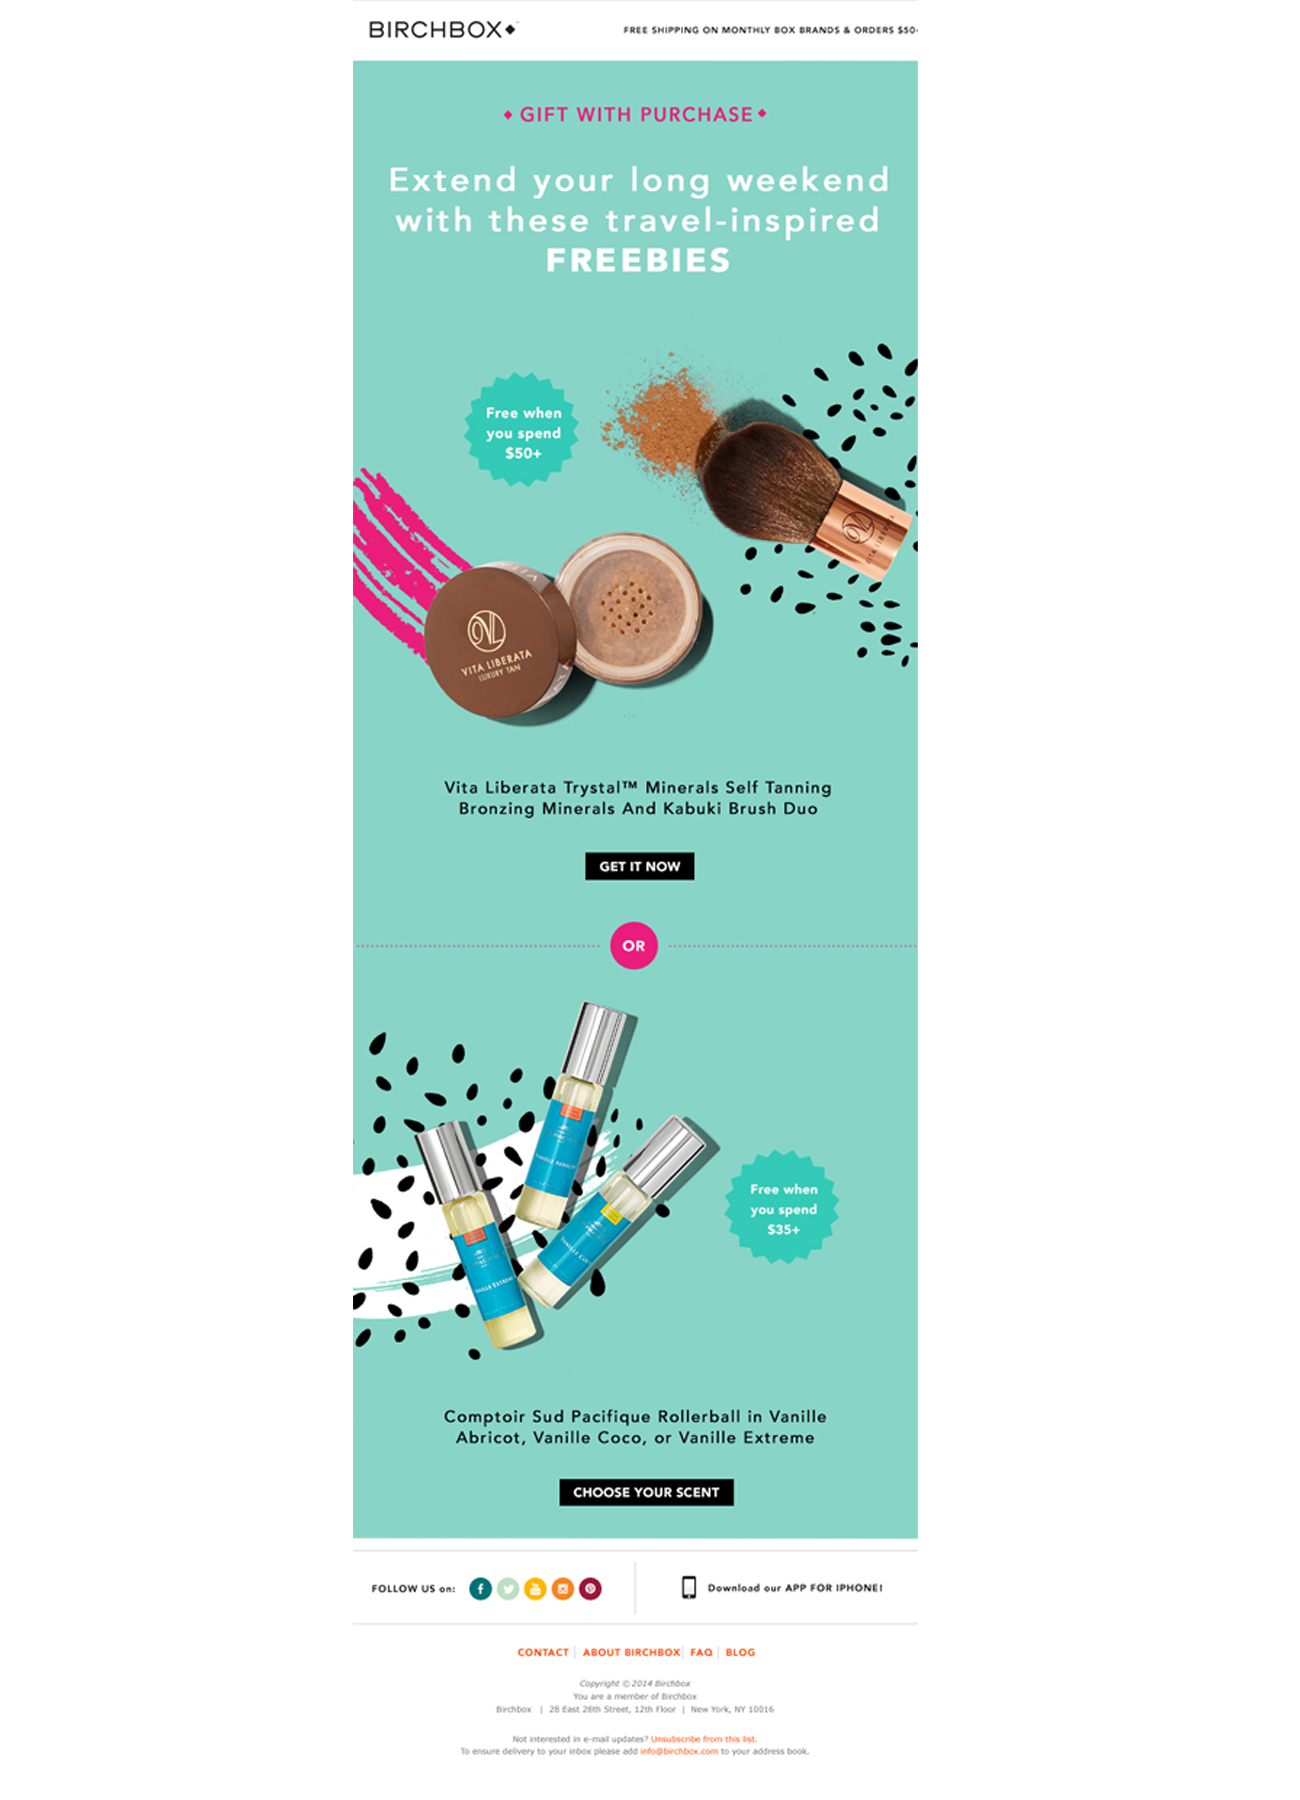 BIRCHBOX
FREE SHIPPING ON MONTHLY BOX BRANDS & ORDERS $50
GIFT WITH PURCHASE
Extend your long weekend
with these travel-inspired
FREEBIES
Free when
you spend
$50+
VITA LIBERATA
VITA LIBERATA
LUXURY TAN
Vita Liberata Trystal™ Minerals Self Tanning
Bronzing Minerals And Kabuki Brush Duo
GET IT NOW
OR
VANILLE ABRICOT
Free when
you spend
$35+
VANILLE EXTREME
Comptoir Sud Pacifique Rollerball in Vanille
Abricot, Vanille Coco, or Vanille Extreme
CHOOSE YOUR SCENT
FOLLOW US on:
Download our APP FOR IPHONE!
CONTACT | ABOUT BIRCHBOX | FAQ | BLOG
Copyright © 2014 Birchbox
You are a member of Birchbox
Birchbox | 28 East 28th Street, 12th Floor | New York, NY 10016
Not interested in e-mail updates? Unsubscribe from this list.
To ensure delivery to your inbox please add info@birchbox.com to your address book.